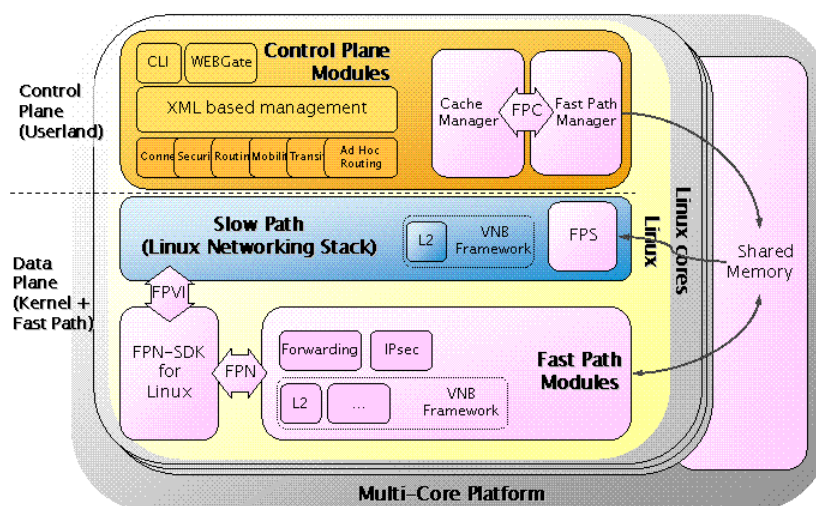 Control Plane
Modules
CLI
WEBGate
XML based management
Conne
Securi
Routin
Mobilit
Transit
Ad Hoc
Routing
Cache
Manager
FPC
Fast Path
Manager
Control
Plane
(Userland)
Slow Path
(Linux Networking Stack)
L2
VNB
Framework
FPS
Linux
Linux cores
Shared
Memory
Data
Plane
(Kernel +
Fast Path)
FPVI
FPN-SDK
for
Linux
FPN
Forwarding
IPsec
L2
...
VNB
Framework
Fast Path
Modules
Multi-Core Platform